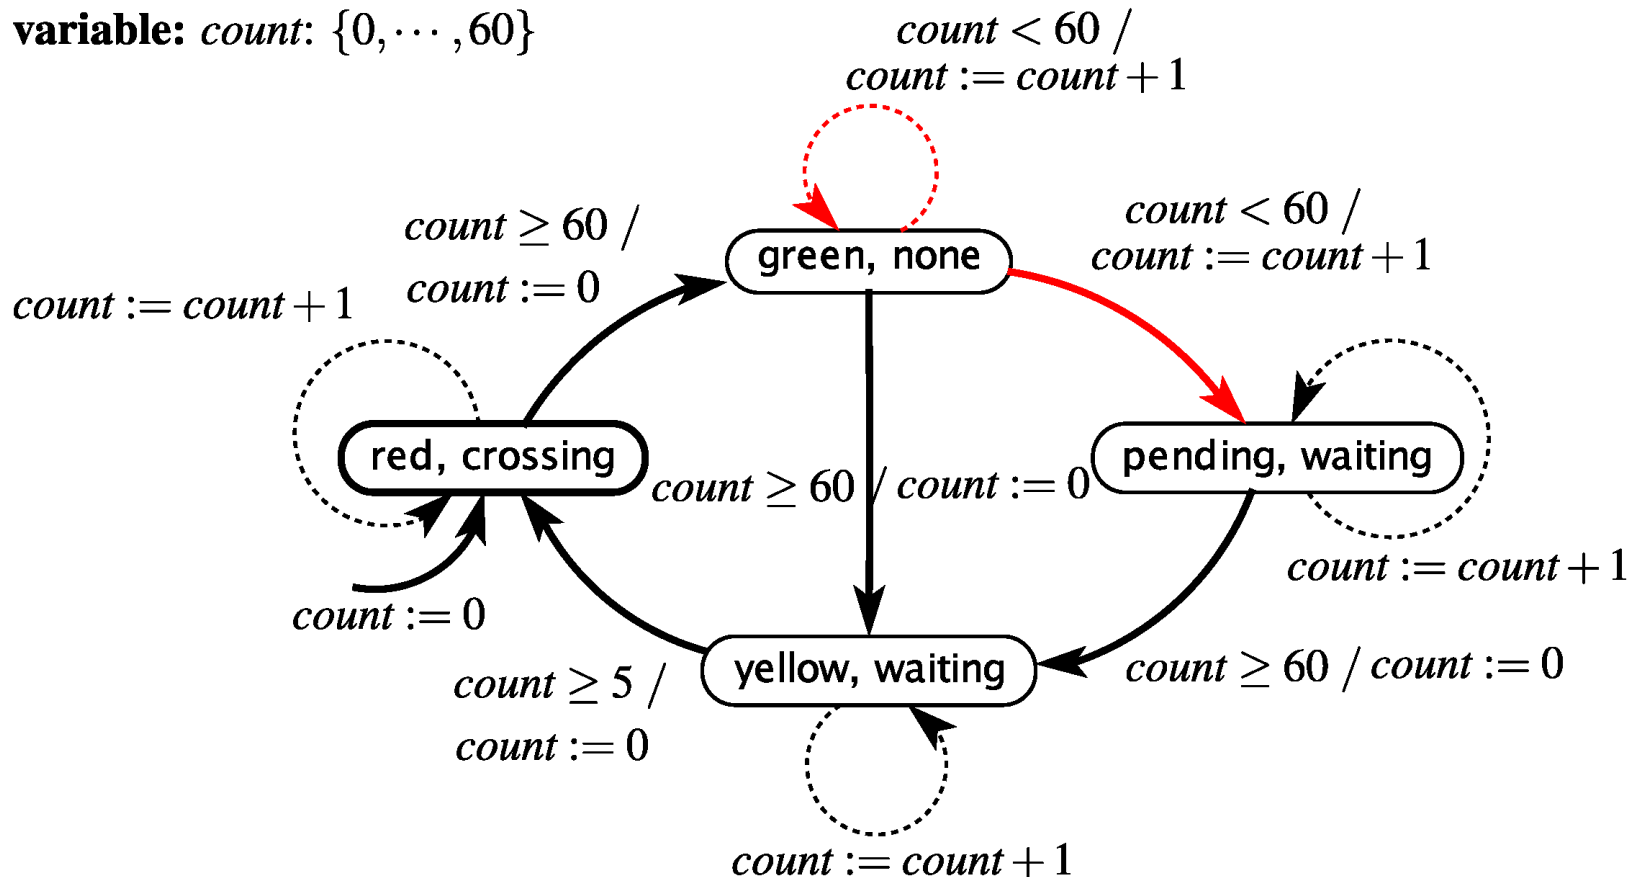 variable: count: {0, ⋯ , 60}
count < 60 /
count := count + 1
count < 60 /
count := count + 1
count ≥ 60 /
count := 0
green, none
count := count + 1
red, crossing
pending, waiting
count ≥ 60 / count := 0
count := count + 1
count := 0
yellow, waiting
count ≥ 60 / count := 0
count ≥ 5 /
count := 0
count := count + 1